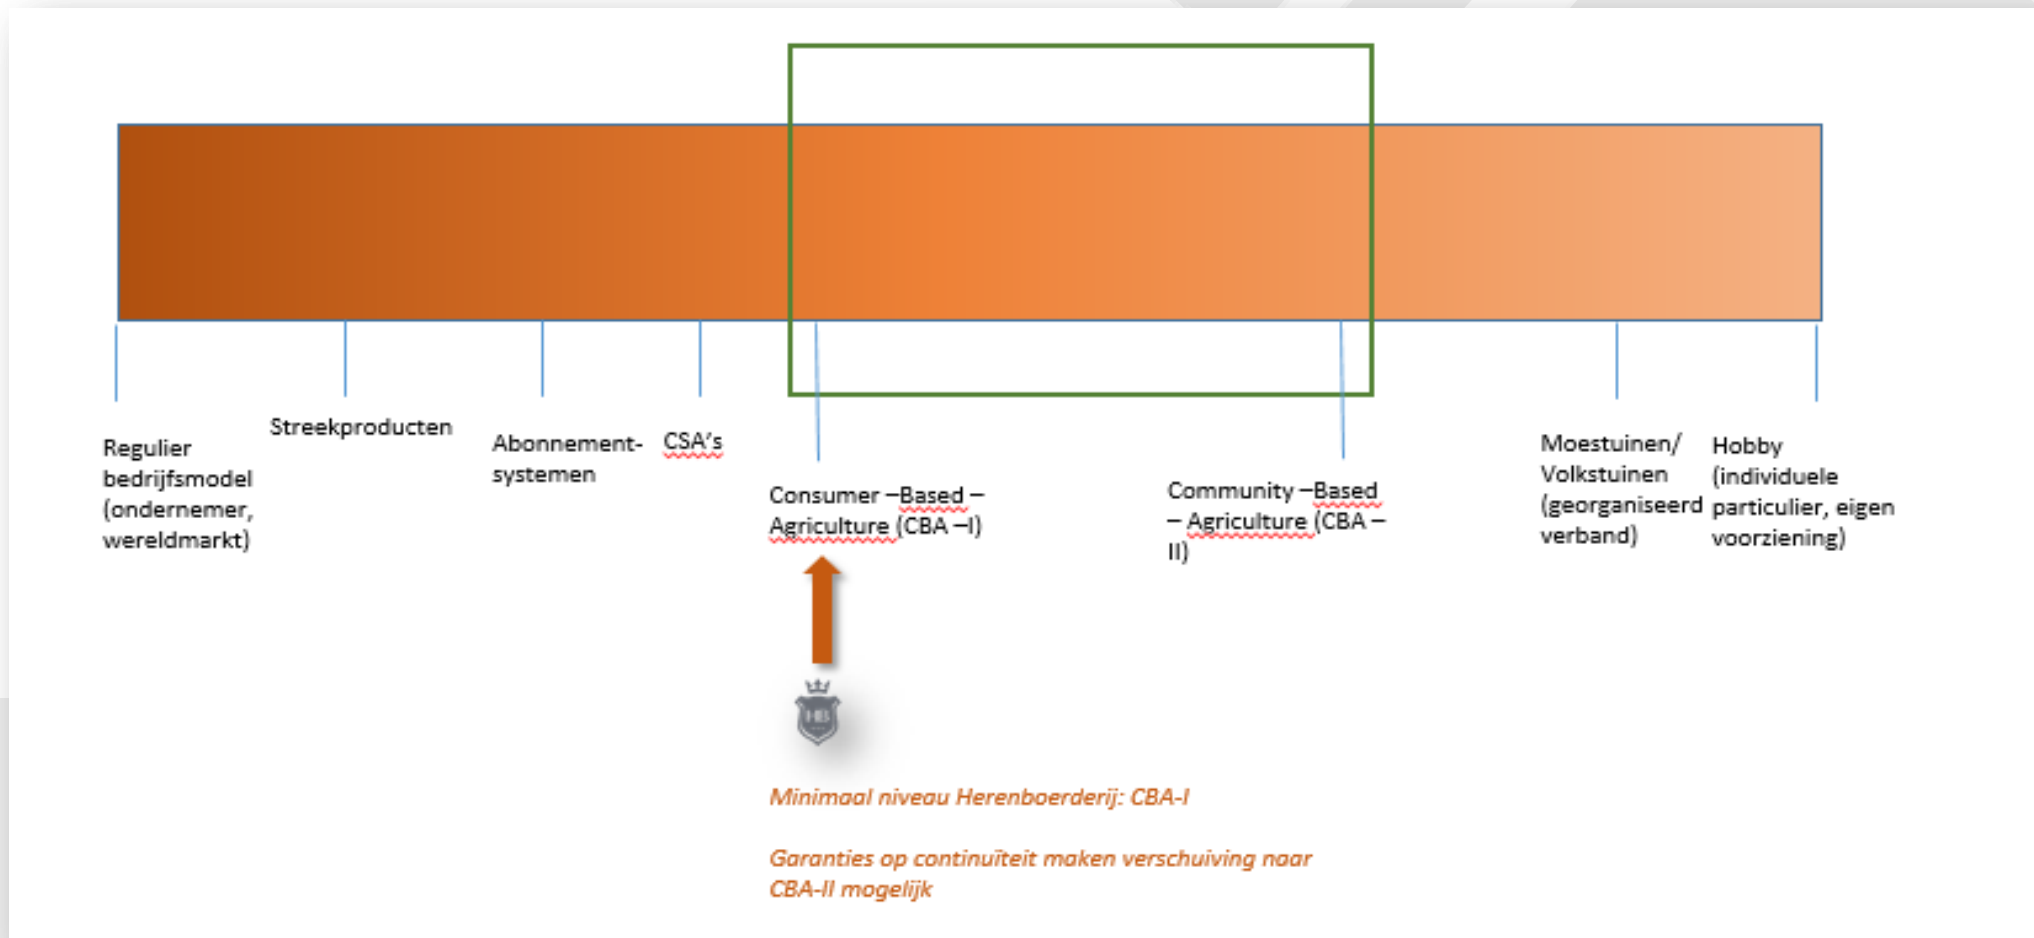 Regulier
bedrijfsmodel
(ondernemer,
wereldmarkt)
Streekproducten
Abonnement-
systemen
CSA's
Consumer –Based –
Agriculture (CBA –I)
Community –Based
– Agriculture (CBA –
II)
Moestuinen/
Volkstuinen
(georganiseerd
verband)
Hobby
(individuele
particulier, eigen
voorziening)
HB
Minimaal niveau Herenboerderij: CBA-I
Garanties op continuïteit maken verschuiving naar
CBA-II mogelijk